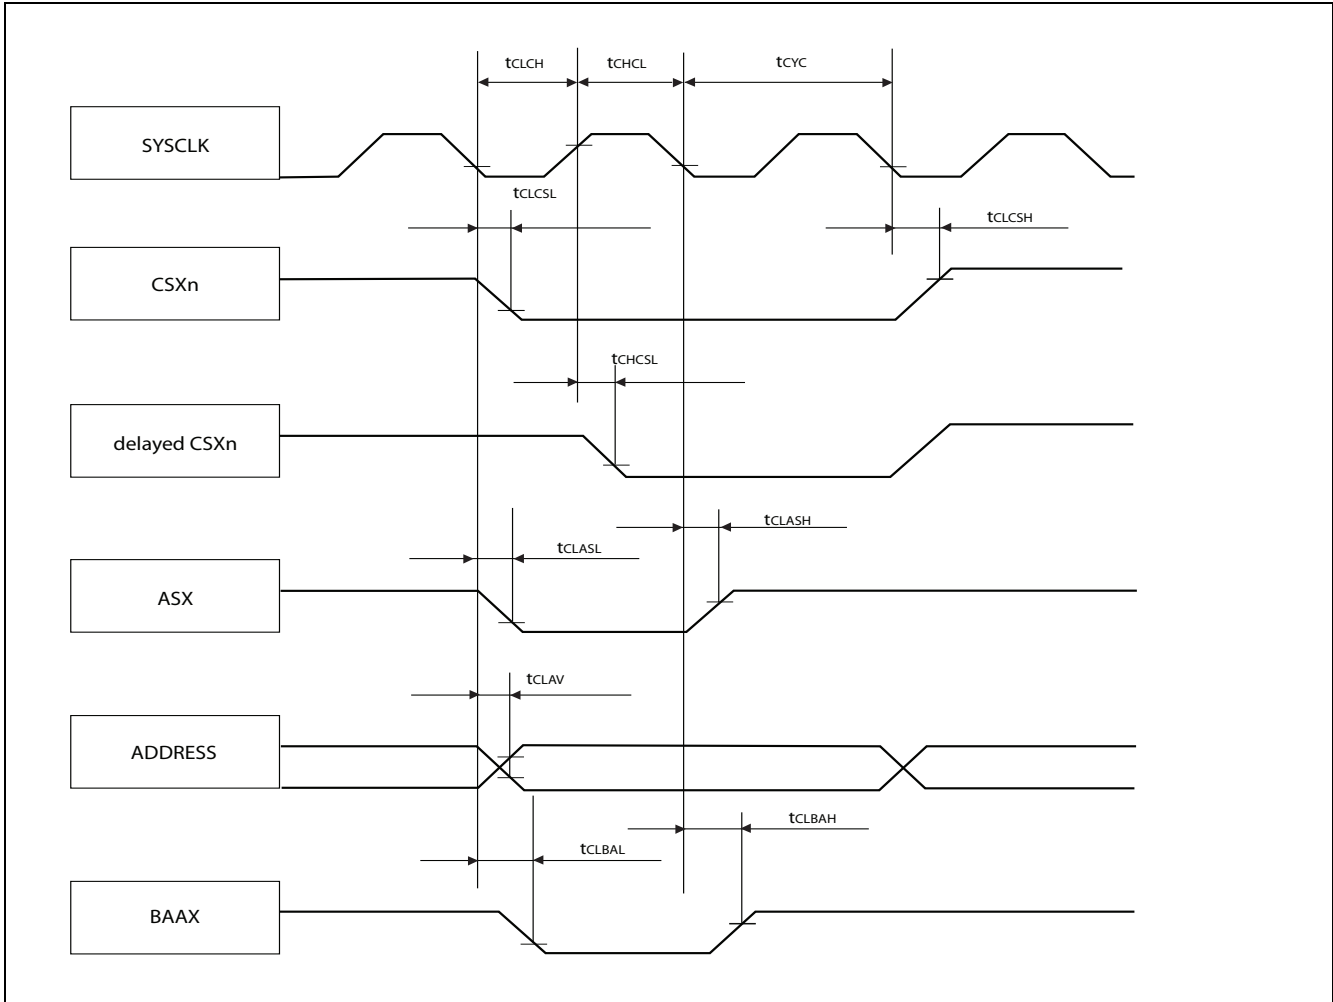 tCLCH tCHCL tCYC
SYSCLK
tCLCSL
tCLCSH
CSXn
tCHCSL
delayed CSXn
tCLASH
tCLASL
ASX
tCLAV
ADDRESS
tCLBAH
tCLBAL
BAAX